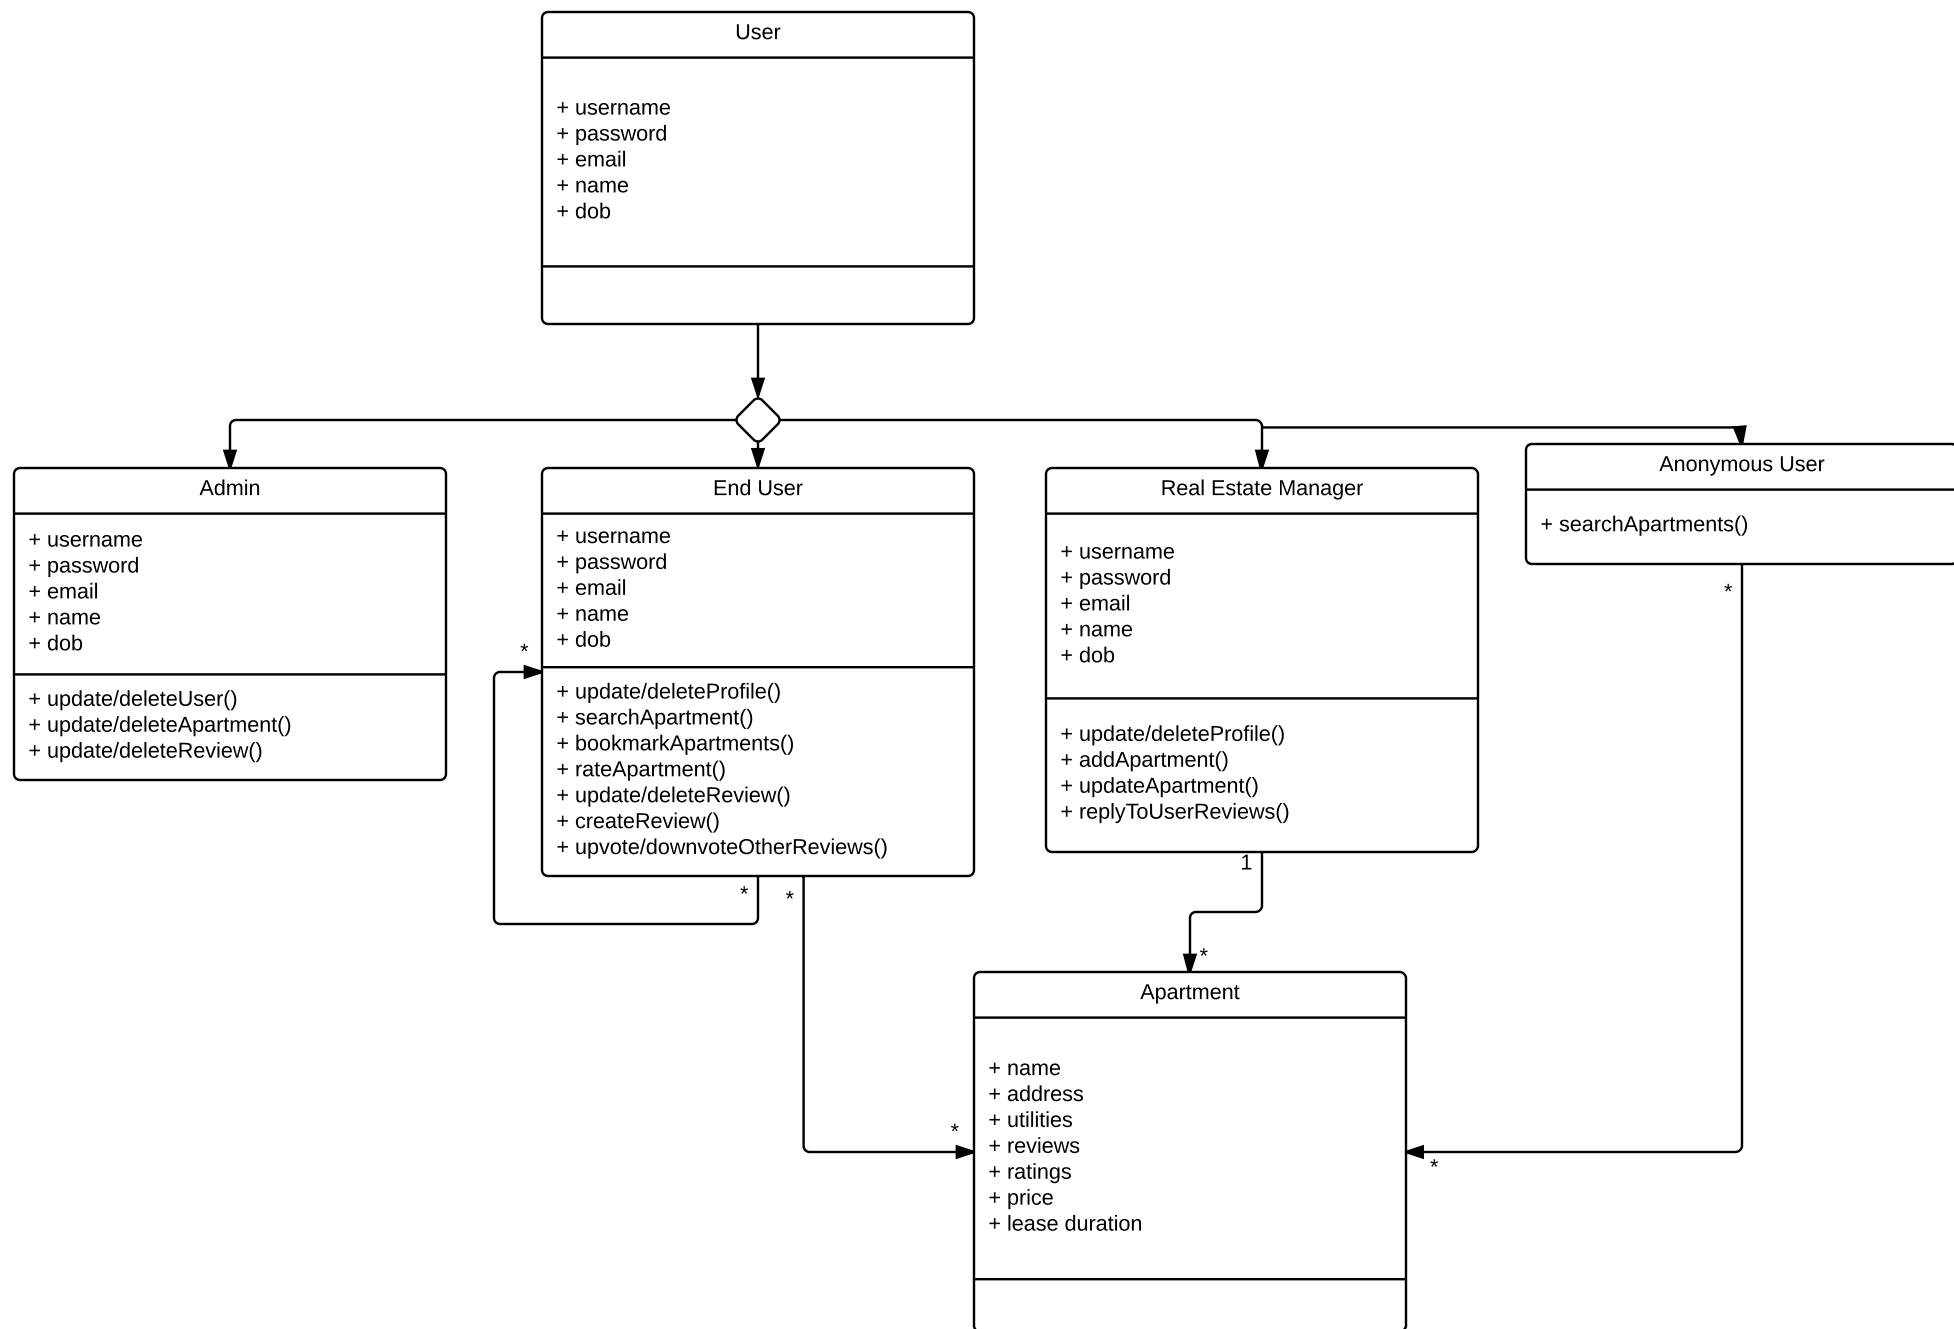 User
+ username
+ password
+ email
+ name
+ dob
Admin
+ username
+ password
+ email
+ name
+ dob
+ update/deleteUser()
+ update/deleteApartment()
+ update/deleteReview()
End User
+ username
+ password
+ email
+ name
+ dob
+ update/deleteProfile()
+ searchApartment()
+ bookmarkApartments()
+ rateApartment()
+ update/deleteReview()
+ createReview()
+ upvote/downvoteOtherReviews()
*
*
*
Real Estate Manager
+ username
+ password
+ email
+ name
+ dob
+ update/deleteProfile()
+ addApartment()
+ updateApartment()
+ replyToUserReviews()
1
*
Anonymous User
+ searchApartments()
*
Apartment
+ name
+ address
+ utilities
+ reviews
+ ratings
+ price
+ lease duration
*
*